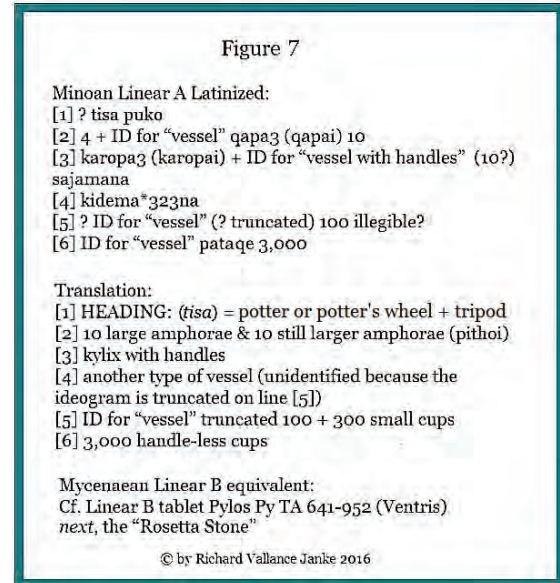 Figure 7
Minoan Linear A Latinized:
[1] ? tisa puko
[2] 4 + ID for “vessel” qapa3 (qapai) 10
[3] karopa3 (karopai) + ID for “vessel with handles” (10?)
sajamana
[4] kidema*323na
[5] ? ID for “vessel” (? truncated) 100 illegible?
[6] ID for “vessel” pataqe 3,000
Translation:
[1] HEADING: (tisa) = potter or potter's wheel + tripod
[2] 10 large amphorae & 10 still larger amphorae (pithoi)
[3] kylix with handles
[4] another type of vessel (unidentified because the
ideogram is truncated on line [5])
[5] ID for “vessel” truncated 100 + 300 small cups
[6] 3,000 handle-less cups
Mycenaean Linear B equivalent:
Cf. Linear B tablet Pylos Py TA 641-952 (Ventris)
next, the “Rosetta Stone”
© by Richard Vallance Janke 2016